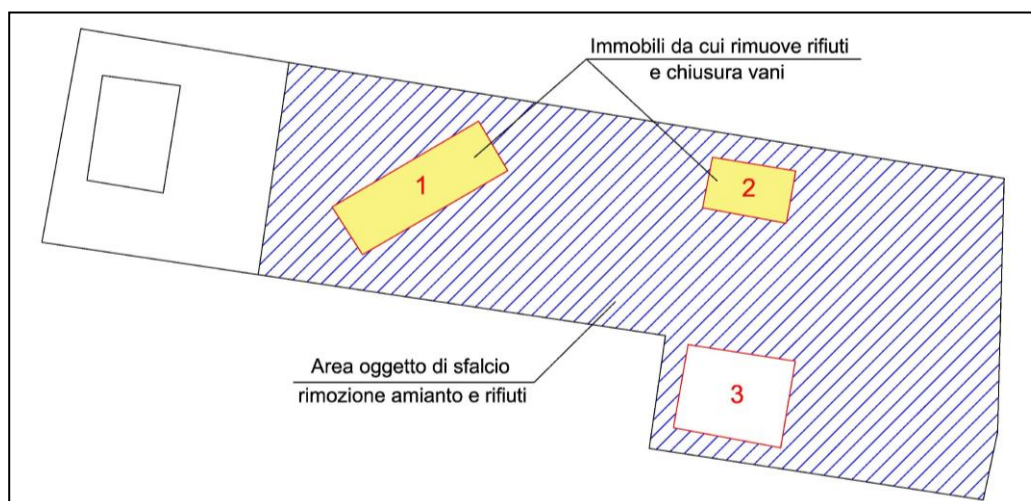 Immobili da cui rimuove rifiuti
e chiusura vani
1
2
Area oggetto di sfalcio
rimozione amianto e rifiuti
3